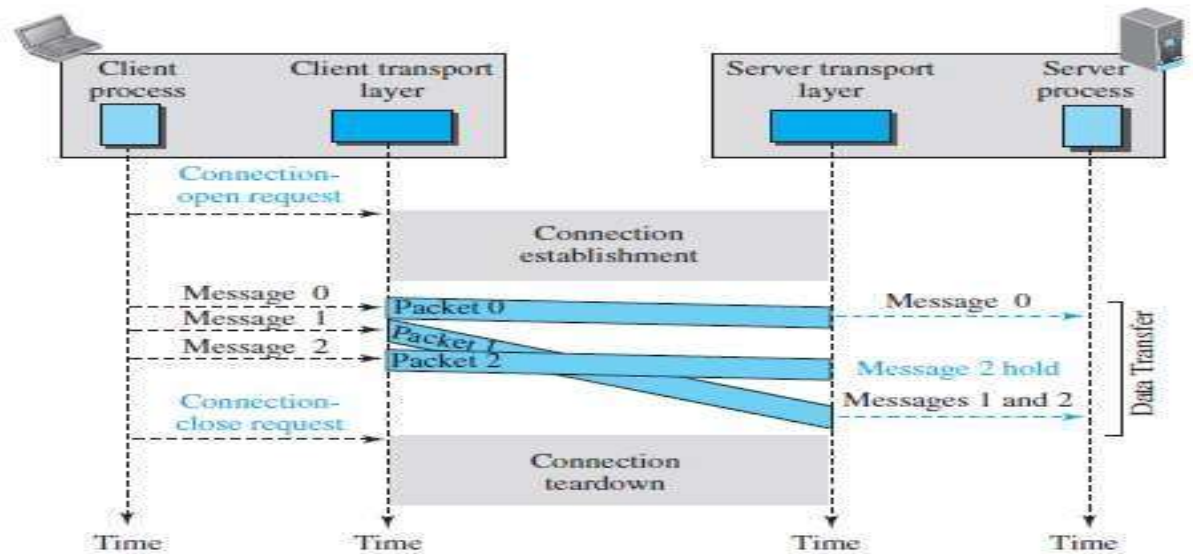 Client
process
Client transport
layer
Server transport
layer
Server
process
Connection-
open request
Connection
establishment
Message 0
Packet 0
Message 0
Message 1
Packet 1
Message 2
Packet 2
Message 2 hold
Messages 1 and 2
Data Transfer
Connection-
close request
Connection
teardown
Time
Time
Time
Time